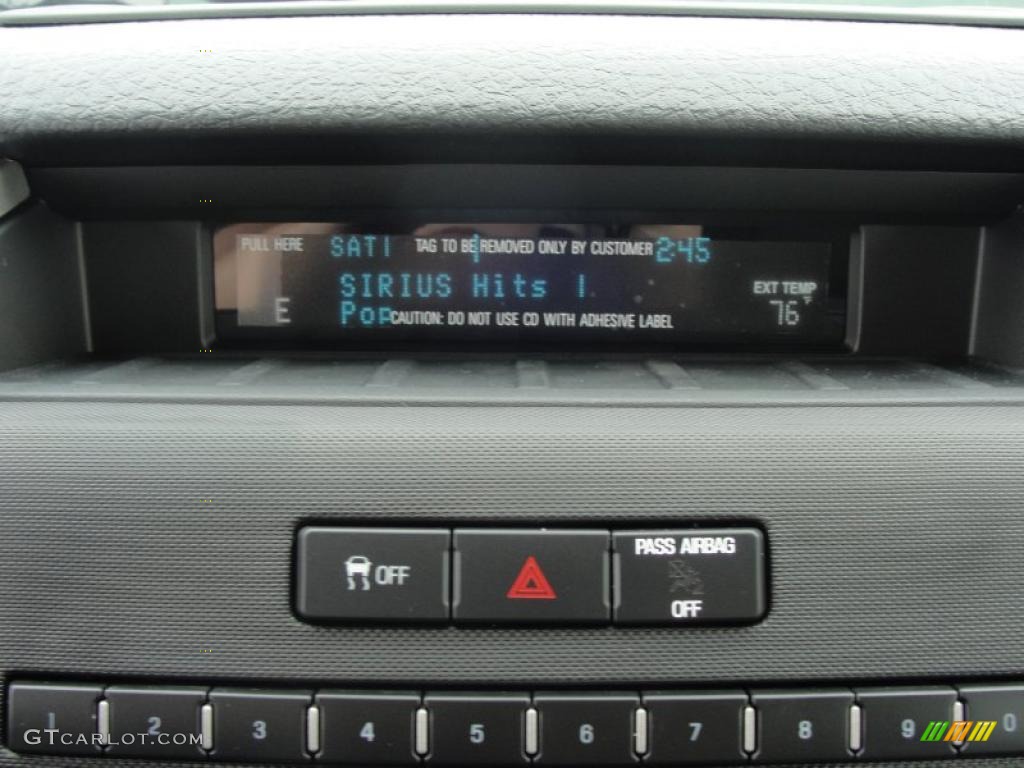 PULL HERE SAT1 TAG TO BE REMOVED ONLY BY CUSTOMER 2:45
SIRIUS Hits 1
EXT TEMP
E Pop CAUTION: DO NOT USE CD WITH ADHESIVE LABEL 76°F
PASS AIRBAG
OFF
OFF
1 2 3 4 5 6 7 8 9 0
GTCARLOT.COM